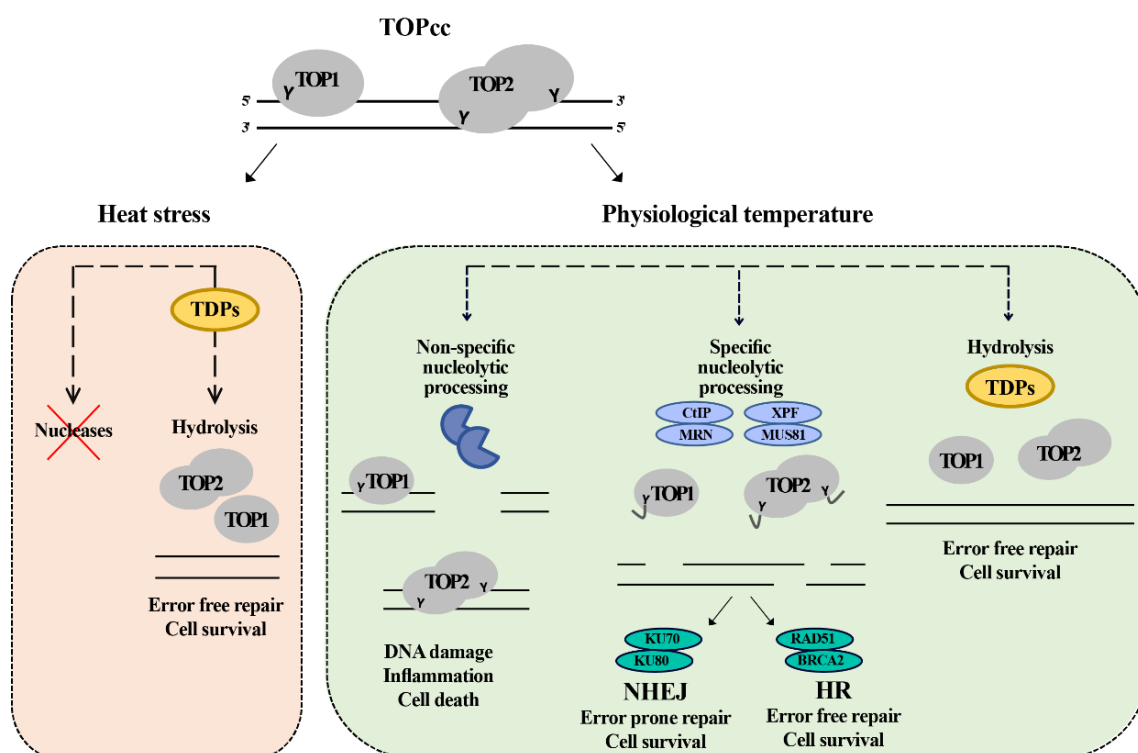 TOPcc
TOP1
TOP2
Y
Y
Y
5'
3'
3'
5'
Heat stress
TDPs
Nucleases
Hydrolysis
TOP2
TOP1
Error free repair
Cell survival
Physiological temperature
Non-specific
nucleolytic
processing
Y
TOP1
TOP2
Y
Y
DNA damage
Inflammation
Cell death
Specific
nucleolytic
processing
CtIP
XPF
MRN
MUS81
Y
TOP1
TOP2
Y
Y
KU70
KU80
NHEJ
Error prone repair
Cell survival
RAD51
BRCA2
HR
Error free repair
Cell survival
Hydrolysis
TDPs
TOP1
TOP2
Error free repair
Cell survival